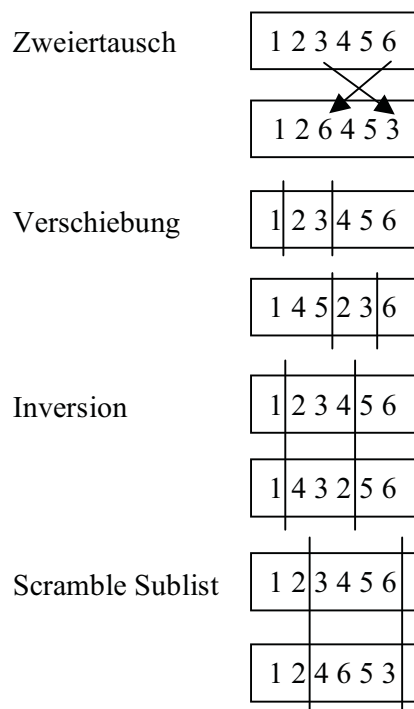 Zweiertausch 1 2 3 4 5 6
1 2 6 4 5 3
Verschiebung 1 2 3 4 5 6
1 4 5 2 3 6
Inversion 1 2 3 4 5 6
1 4 3 2 5 6
Scramble Sublist 1 2 3 4 5 6
1 2 4 6 5 3